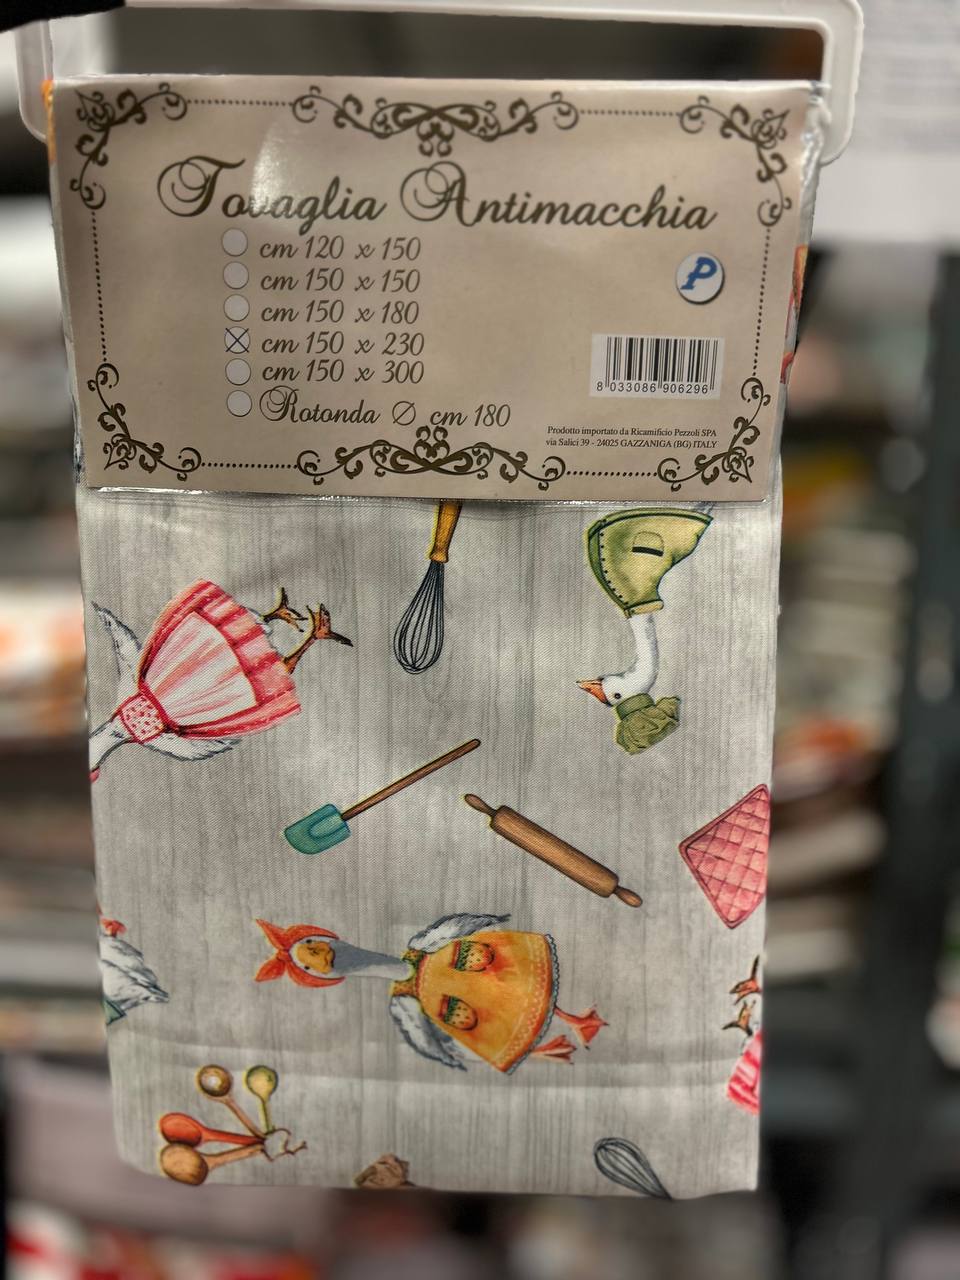 Tovaglia Antimacchia
cm 120 x 150
cm 150 x 150
cm 150 x 180
cm 150 x 230
cm 150 x 300
Rotonda Ø cm 180
P
8 033086 906296
Prodotto importato da Ricamificio Pezzoli SPA
via Salici 39 - 24025 GAZZANIGA (BG) ITALY